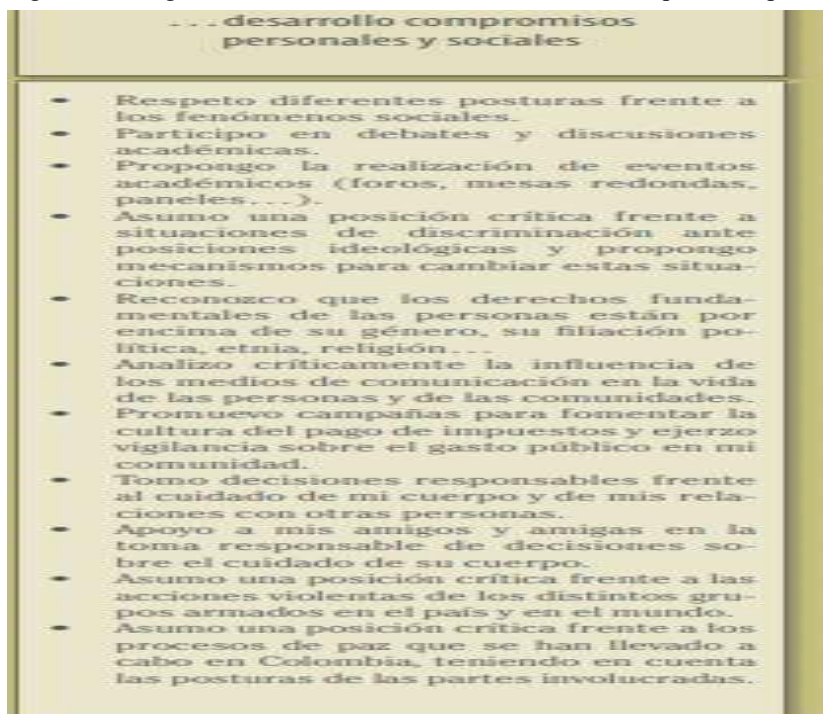 ...desarrollo compromisos
personales y sociales
• Respeto diferentes posturas frente a
los fenómenos sociales.
• Participo en debates y discusiones
académicas.
• Propongo la realización de eventos
académicos (foros, mesas redondas,
paneles...).
• Asumo una posición crítica frente a
situaciones de discriminación ante
posiciones ideológicas y propongo
mecanismos para cambiar estas situa-
ciones.
• Reconozco que los derechos funda-
mentales de las personas están por
encima de su género, su filiación po-
lítica, etnia, religión...
• Analizo críticamente la influencia de
los medios de comunicación en la vida
de las personas y de las comunidades.
• Promuevo campañas para fomentar la
cultura del pago de impuestos y ejerzo
vigilancia sobre el gasto público en mi
comunidad.
• Tomo decisiones responsables frente
al cuidado de mi cuerpo y de mis rela-
ciones con otras personas.
• Apoyo a mis amigos y amigas en la
toma responsable de decisiones so-
bre el cuidado de su cuerpo.
• Asumo una posición crítica frente a las
acciones violentas de los distintos gru-
pos armados en el país y en el mundo.
• Asumo una posición crítica frente a los
procesos de paz que se han llevado a
cabo en Colombia, teniendo en cuenta
las posturas de las partes involucradas.